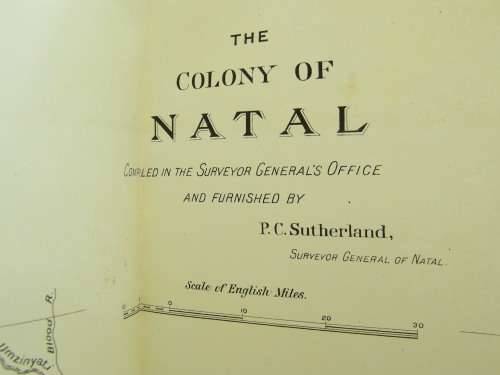 THE
COLONY OF
NATAL
COMPILED IN THE SURVEYOR GENERAL'S OFFICE
AND FURNISHED BY
P. C. Sutherland,
SURVEYOR GENERAL OF NATAL
Scale of English Miles.
0 10 20 30
Blood R.
Umzinyati